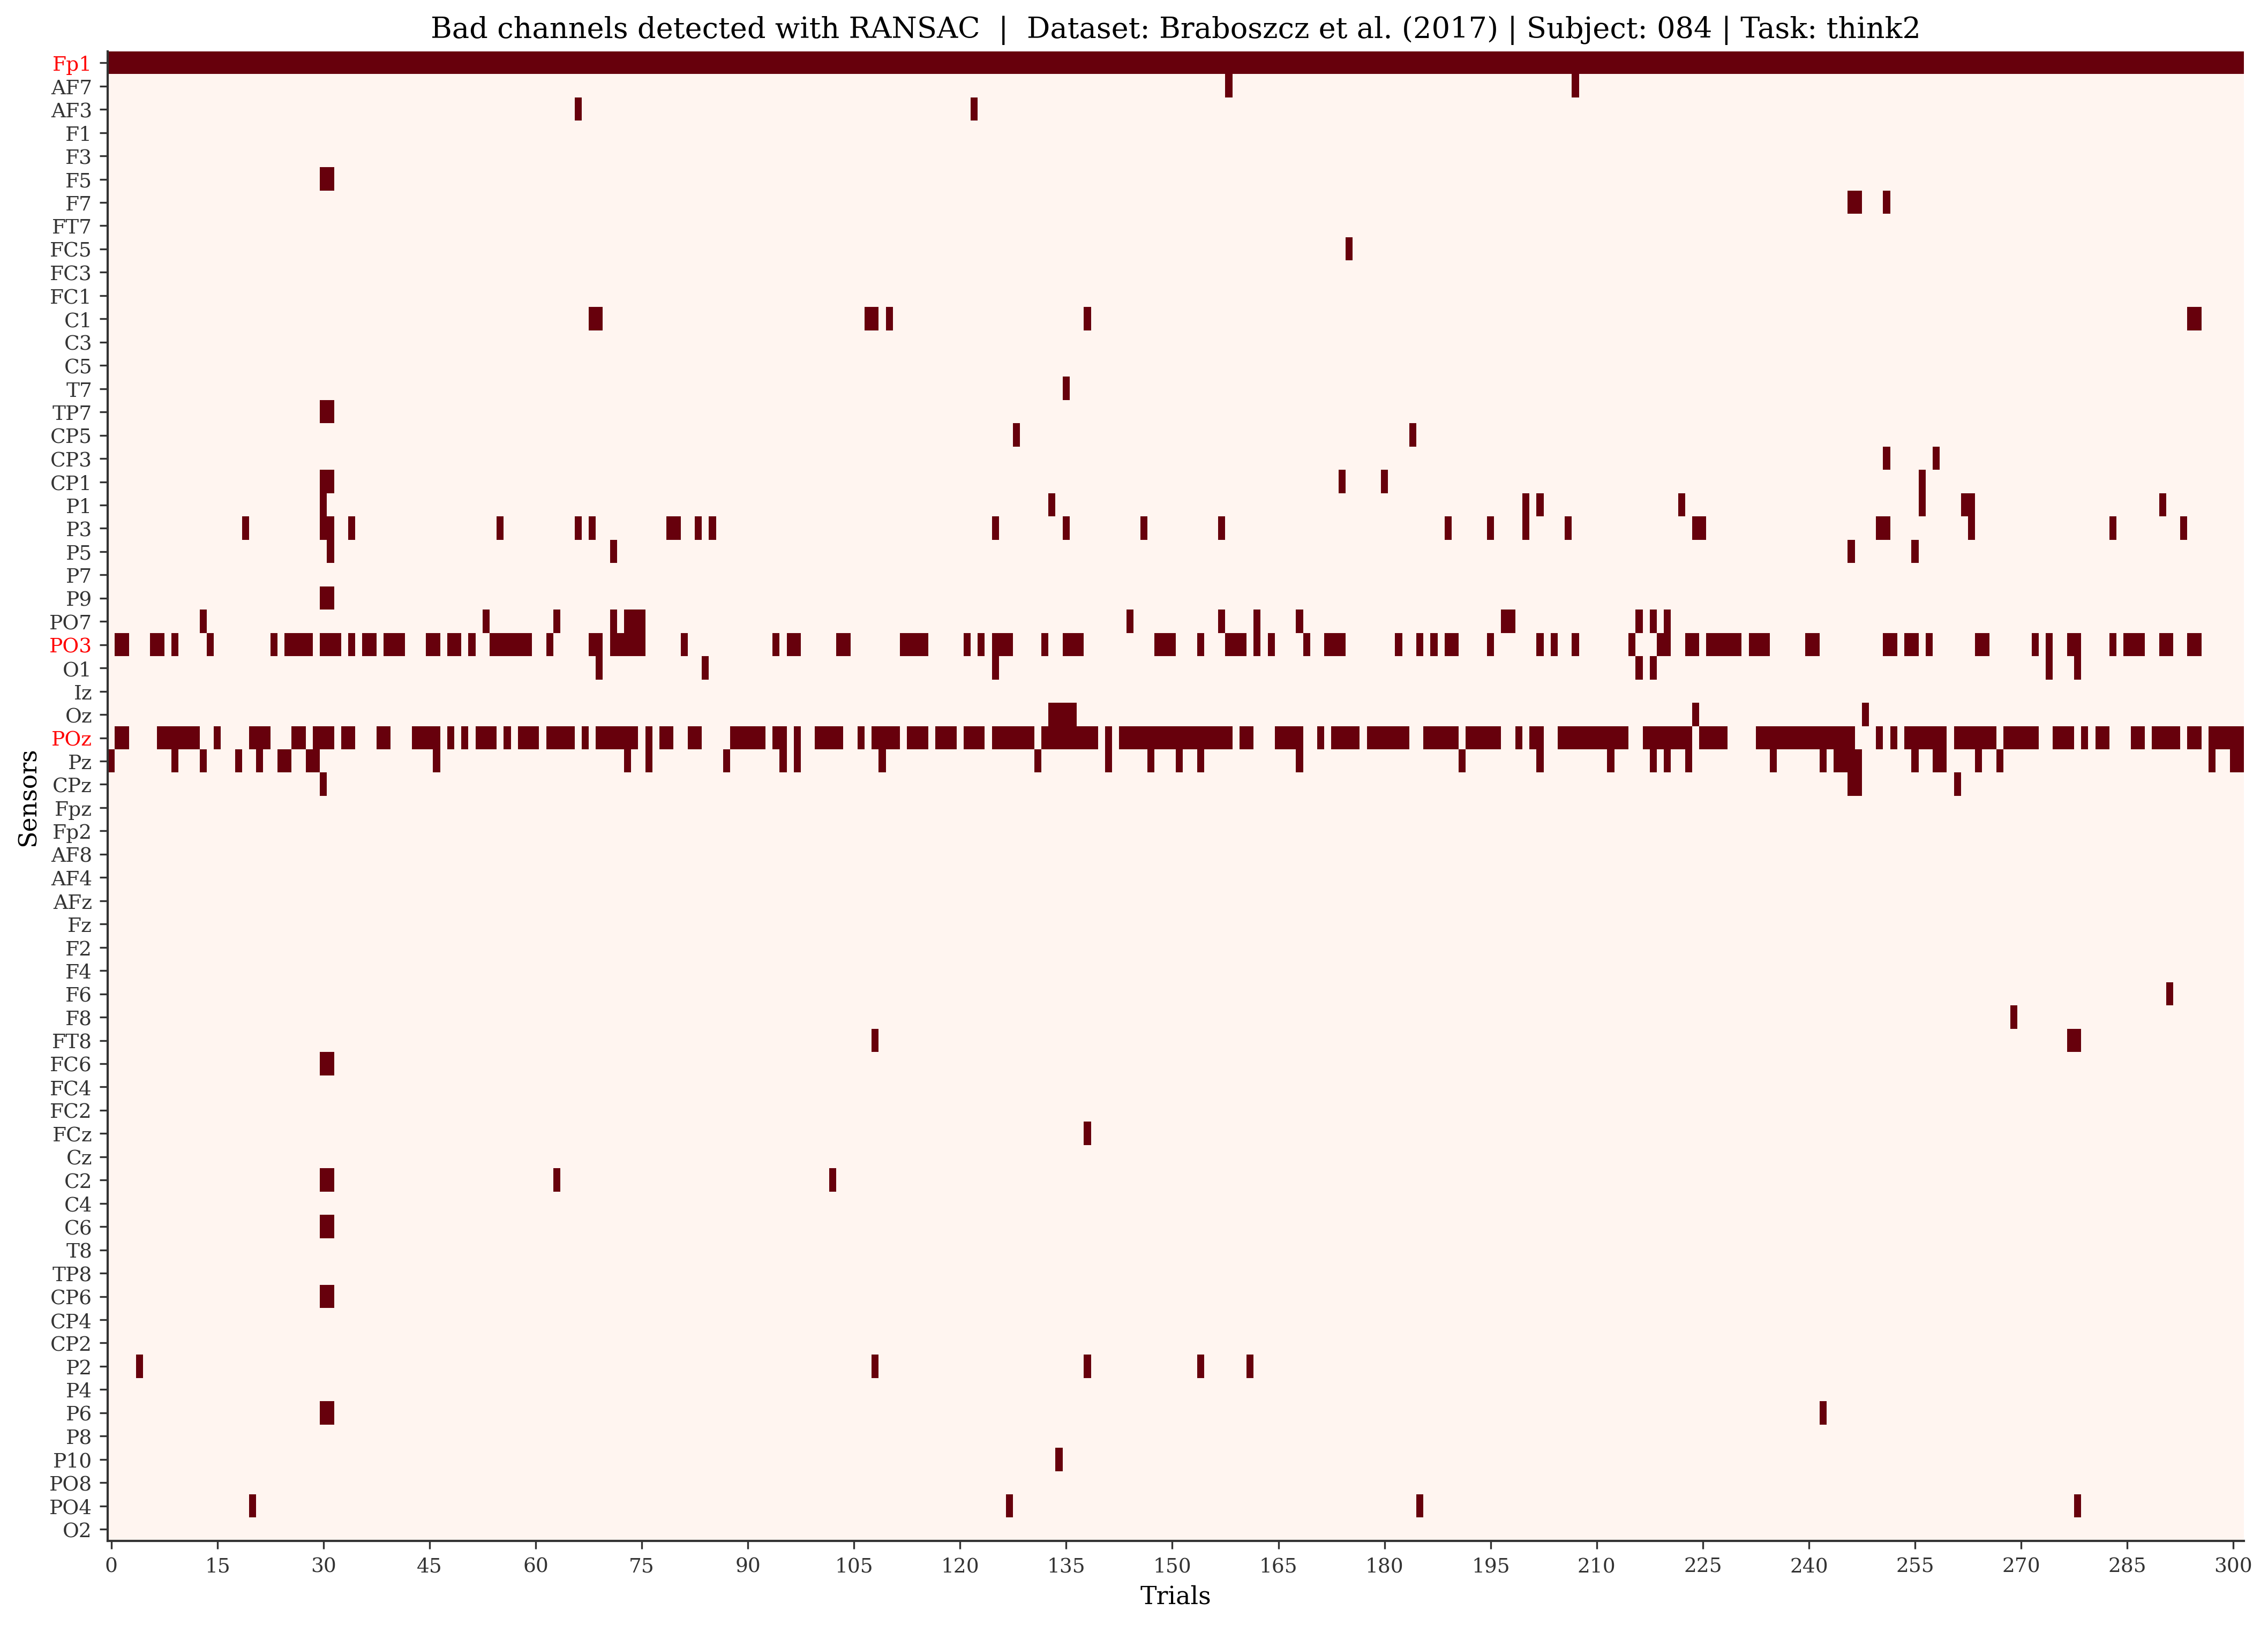 Bad channels detected with RANSAC | Dataset: Braboszcz et al. (2017) | Subject: 084 | Task: think2
Sensors
Fp1
AF7
AF3
F1
F3
F5
F7
FT7
FC5
FC3
FC1
C1
C3
C5
T7
TP7
CP5
CP3
CP1
P1
P3
P5
P7
P9
PO7
PO3
O1
Iz
Oz
POz
Pz
CPz
Fpz
Fp2
AF8
AF4
AFz
Fz
F2
F4
F6
F8
FT8
FC6
FC4
FC2
FCz
Cz
C2
C4
C6
T8
TP8
CP6
CP4
CP2
P2
P4
P6
P8
P10
PO8
PO4
O2
0 15 30 45 60 75 90 105 120 135 150 165 180 195 210 225 240 255 270 285 300
Trials